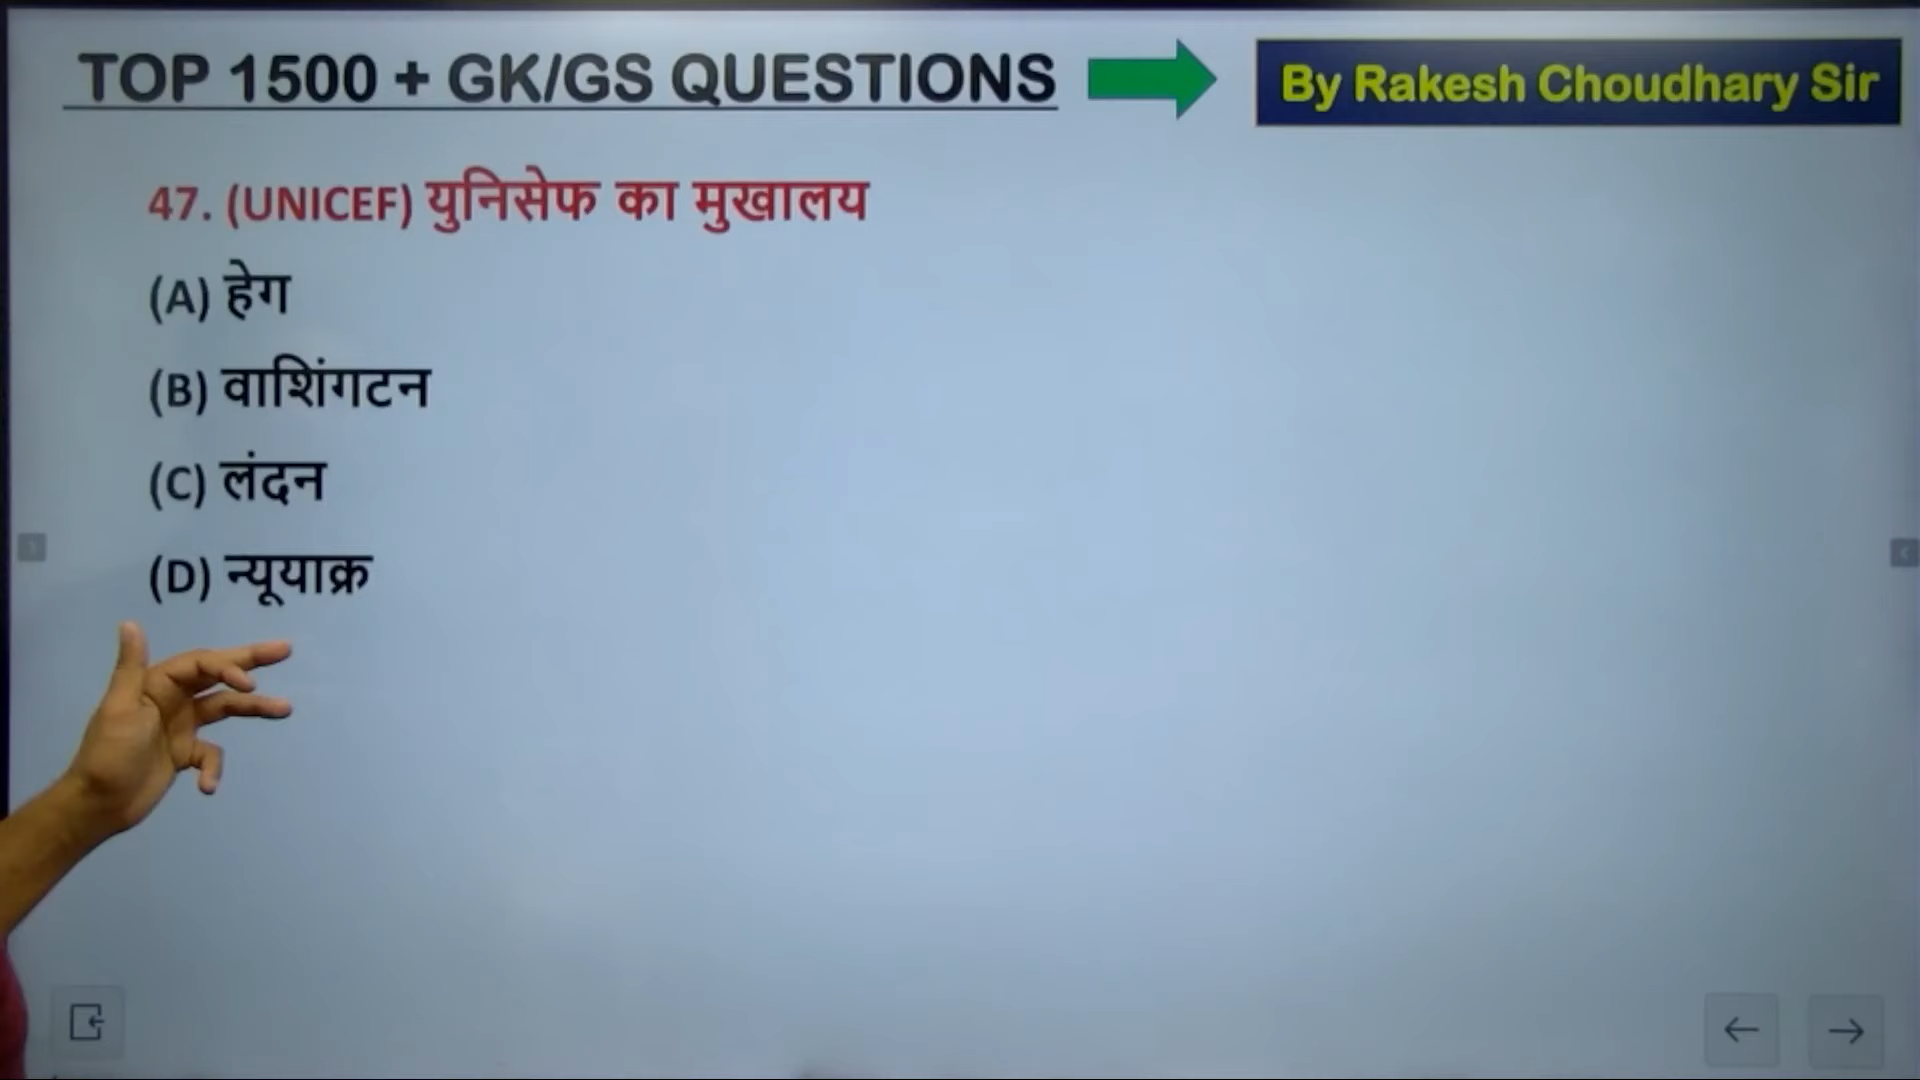 TOP 1500 + GK/GS QUESTIONS
By Rakesh Choudhary Sir
47. (UNICEF) युनिसेफ का मुखालय
(A) हेग
(B) वाशिंगटन
(C) लंदन
(D) न्यूयाक्र